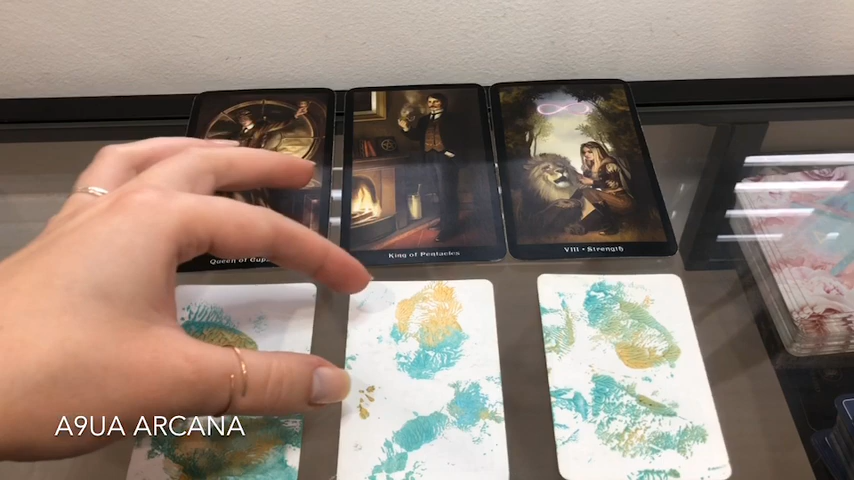 Queen of Cups
King of Pentacles
VIII • Strength
A9UA ARCANA